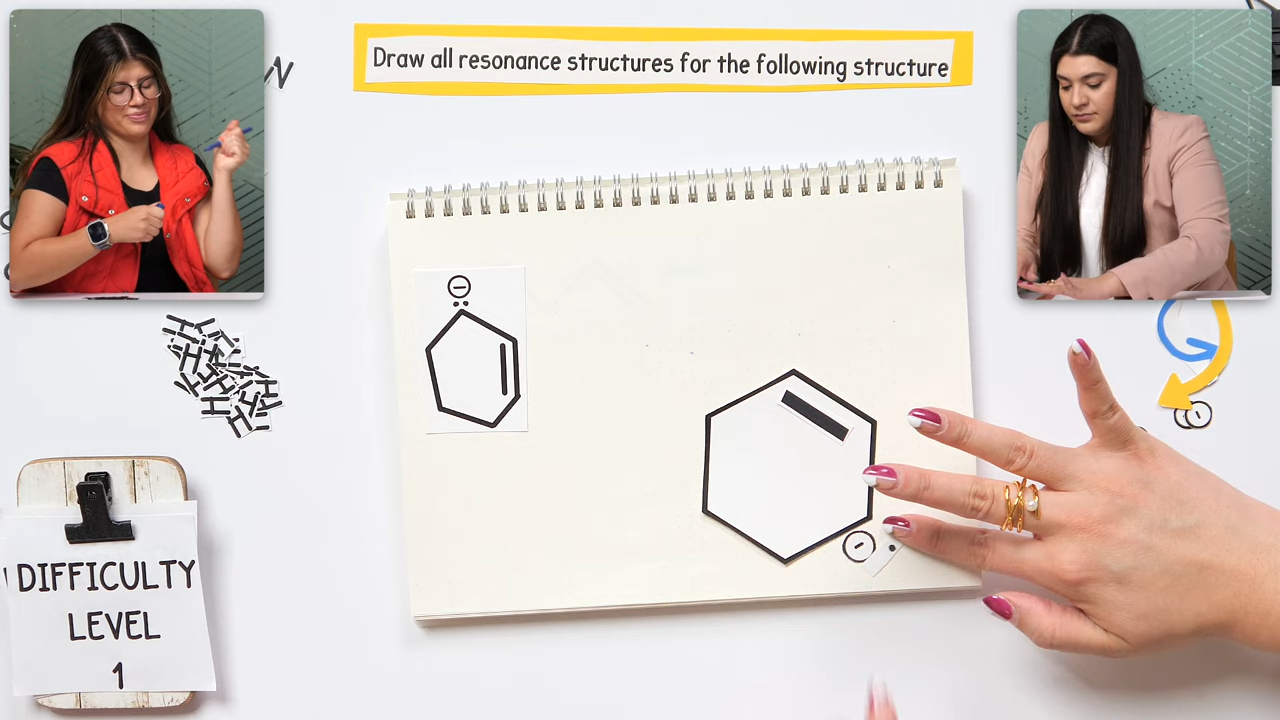 Draw all resonance structures for the following structure
N
DIFFICULTY
LEVEL
1